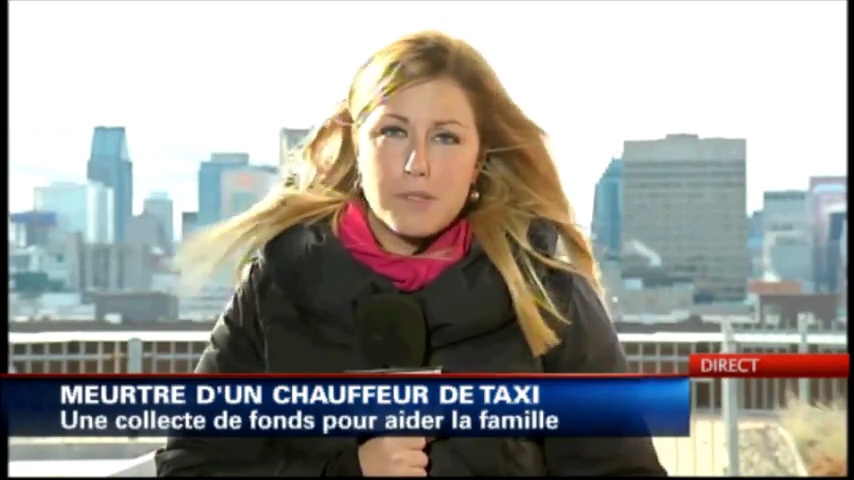 DIRECT
MEURTRE D'UN CHAUFFEUR DE TAXI
Une collecte de fonds pour aider la famille